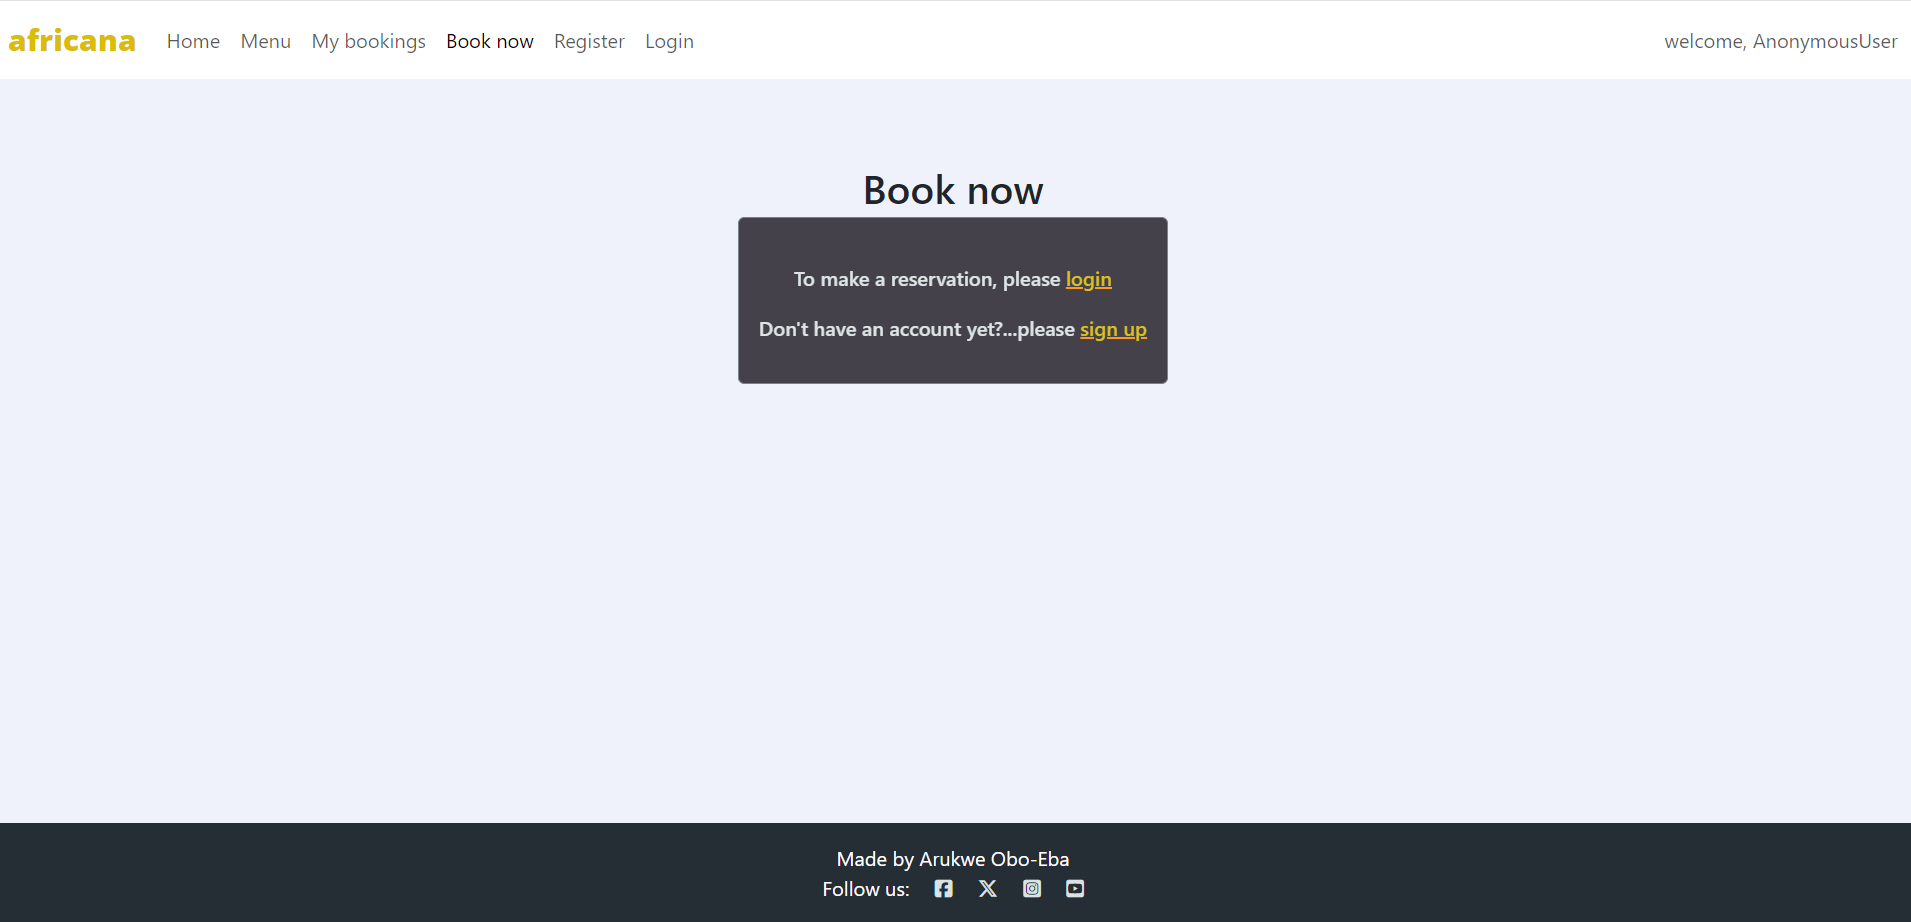 africana Home Menu My bookings Book now Register Login welcome, AnonymousUser
Book now
To make a reservation, please login
Don't have an account yet?...please sign up
Made by Arukwe Obo-Eba
Follow us: